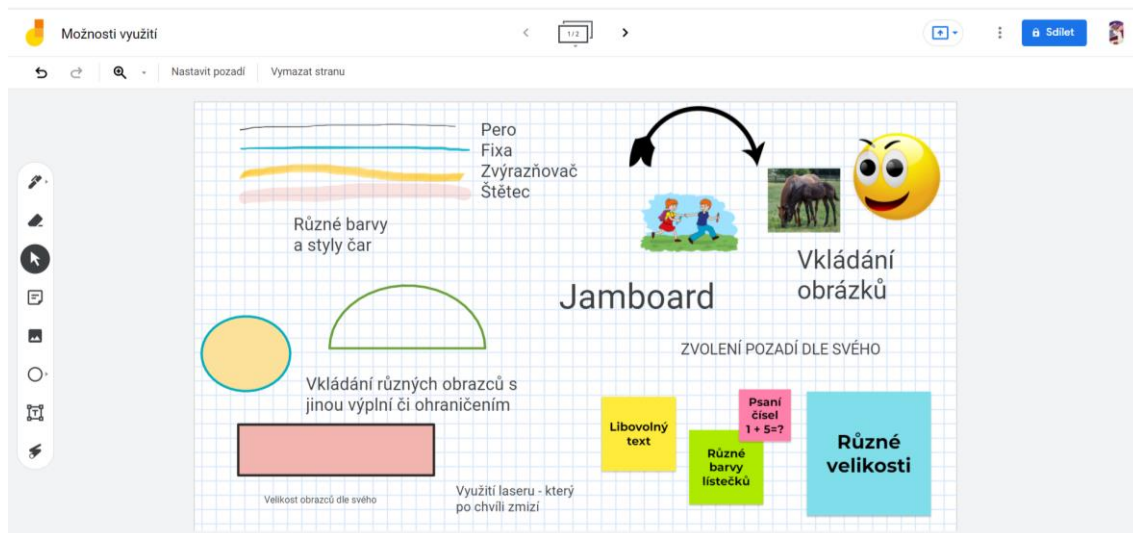 Možnosti využití
1/2
Sdílet
Nastavit pozadí
Vymazat stranu
Pero
Fixa
Zvýrazňovač
Štětec
Různé barvy
a styly čar
Vkládání
obrázků
Jamboard
ZVOLENÍ POZADÍ DLE SVÉHO
Vkládání různých obrazců s
jinou výplní či ohraničením
Libovolný
text
Psaní
čísel
1 + 5=?
Různé
barvy
lístečků
Různé
velikosti
Velikost obrazců dle svého
Využití laseru - který
po chvíli zmizí